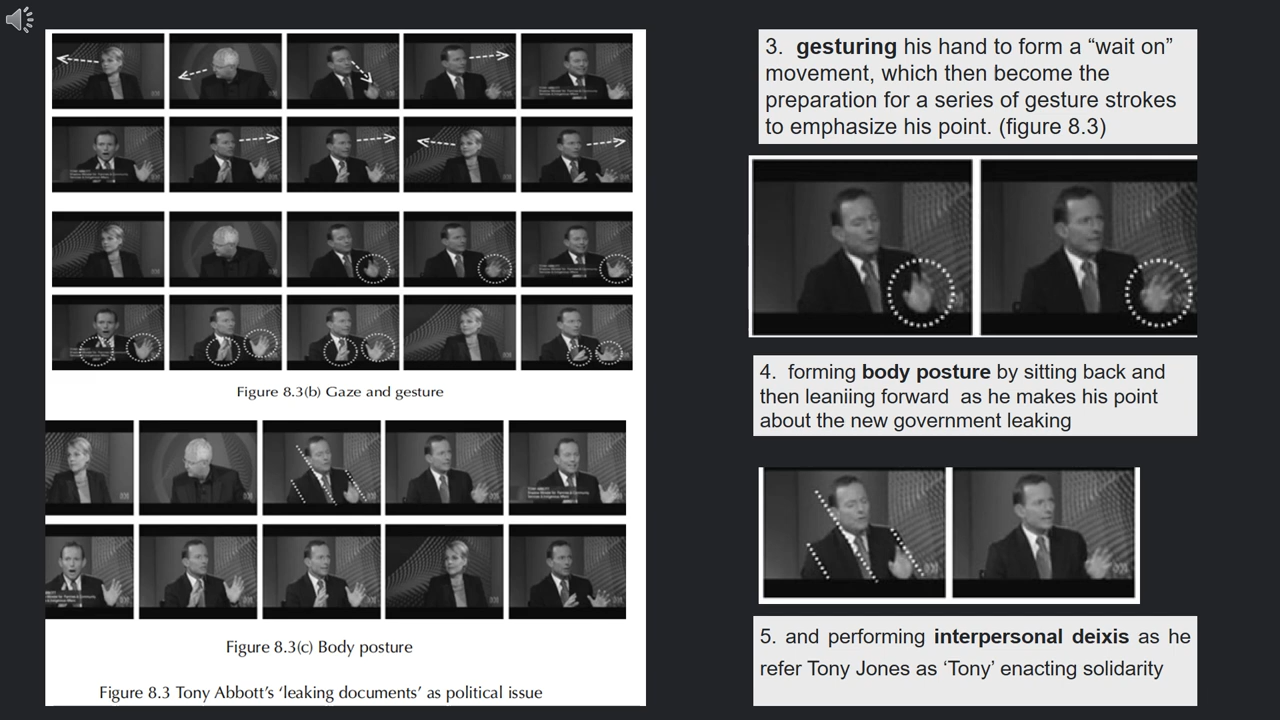 Figure 8.3(b) Gaze and gesture
Figure 8.3(c) Body posture
Figure 8.3 Tony Abbott's 'leaking documents' as political issue
3. gesturing his hand to form a “wait on”
movement, which then become the
preparation for a series of gesture strokes
to emphasize his point. (figure 8.3)
4. forming body posture by sitting back and
then leaniing forward as he makes his point
about the new government leaking
5. and performing interpersonal deixis as he
refer Tony Jones as ‘Tony’ enacting solidarity